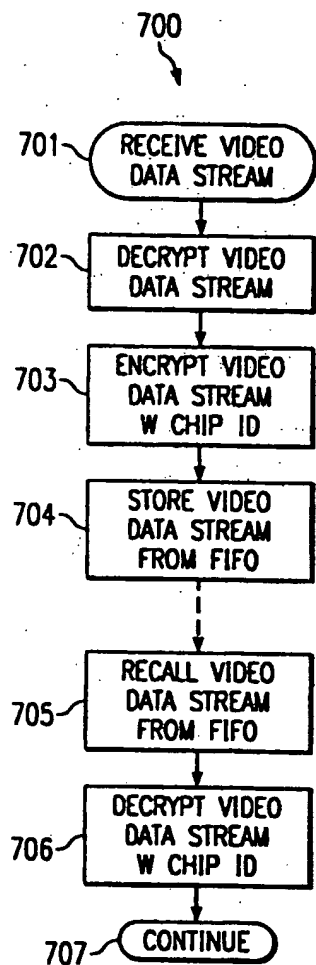 700
701
RECEIVE VIDEO
DATA STREAM
702
DECRYPT VIDEO
DATA STREAM
703
ENCRYPT VIDEO
DATA STREAM
W CHIP ID
704
STORE VIDEO
DATA STREAM
FROM FIFO
705
RECALL VIDEO
DATA STREAM
FROM FIFO
706
DECRYPT VIDEO
DATA STREAM
W CHIP ID
707
CONTINUE